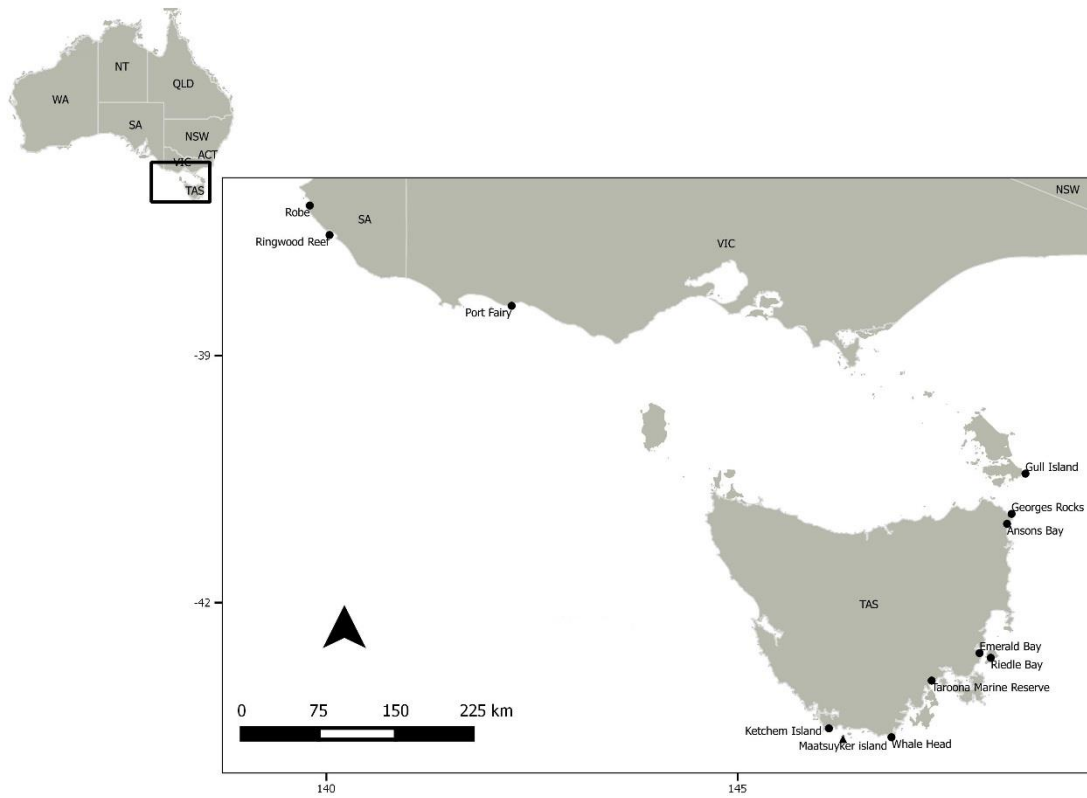 NT
QLD
WA
SA
NSW
ACT
VIC
TAS
NSW
Robe
SA
Ringwood Reef
VIC
Port Fairy
-39
Gull Island
Georges Rocks
Ansons Bay
-42
TAS
Emerald Bay
Riedle Bay
Taroona Marine Reserve
0 75 150 225 km
Ketchem Island
Maatsuyker island
Whale Head
140 145